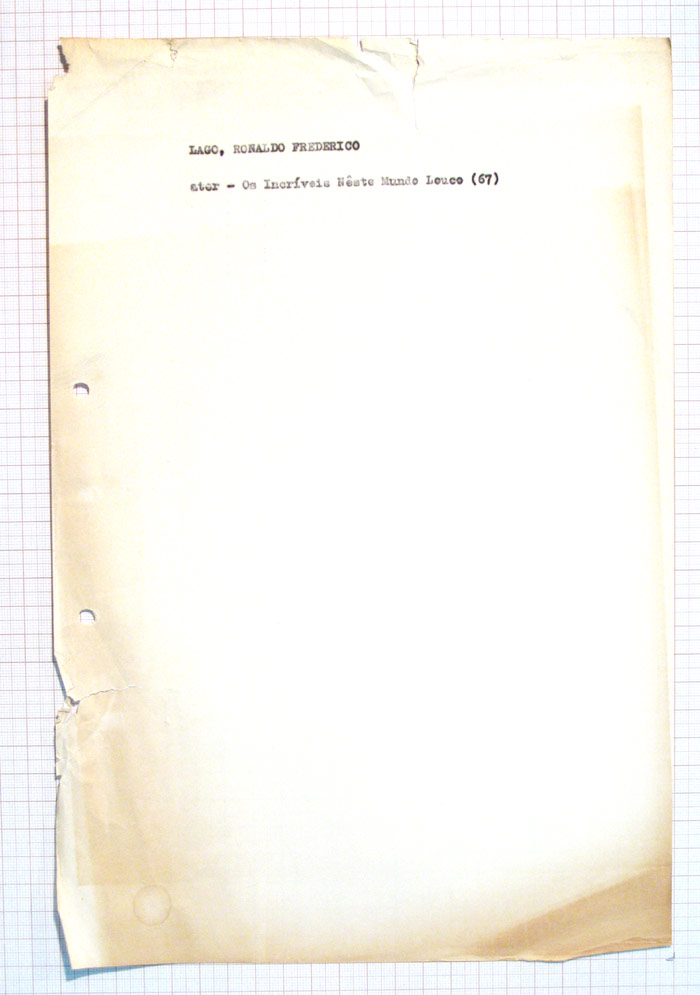 LAGO, RONALDO FREDERICO
ator - Os Incríveis Nêste Mundo Louco (67)